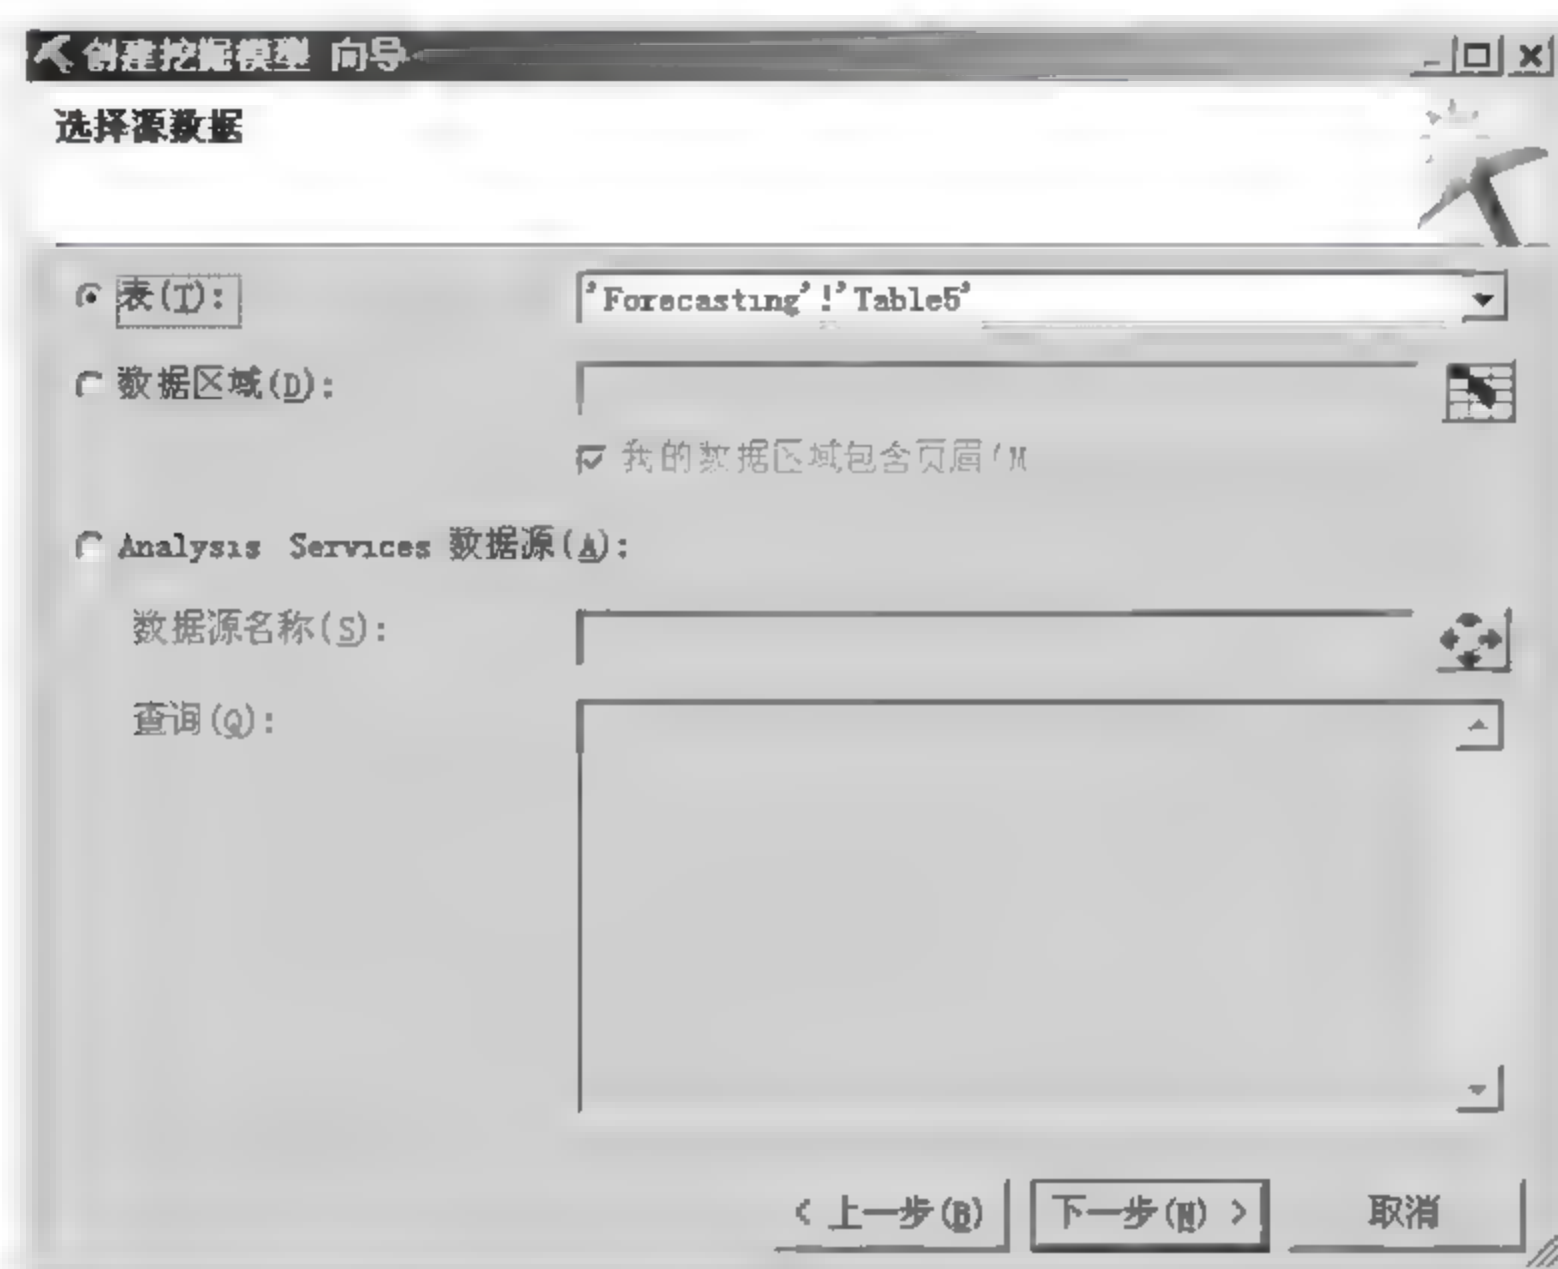 创建挖掘模型 向导
选择源数据
表(T): 'Forecasting'!'Table5'
数据区域(D):
我的数据区域包含页眉(M
Analysis Services 数据源(A):
数据源名称(S):
查询(Q):
< 上一步(B) 下一步(N) > 取消